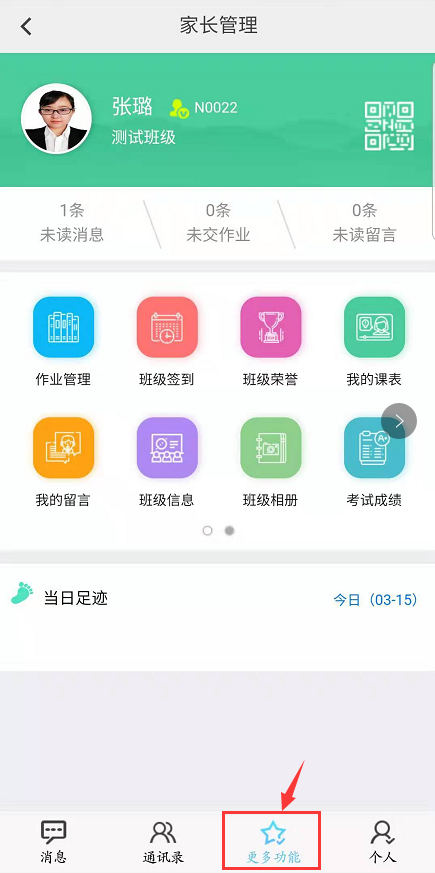 家长管理
张璐 N0022
测试班级
1条 0条 0条
未读消息 未交作业 未读留言
作业管理 班级签到 班级荣誉 我的课表
A+
我的留言 班级信息 班级相册 考试成绩
当日足迹 今日（03-15）
消息 通讯录 更多功能 个人